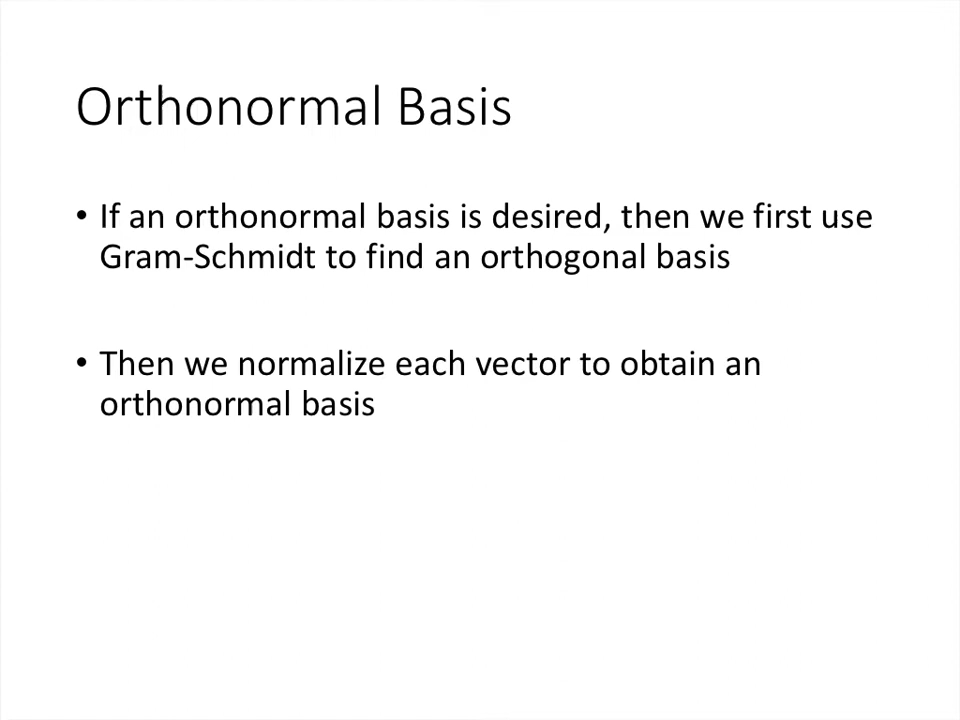 Orthonormal Basis
• If an orthonormal basis is desired, then we first use
Gram-Schmidt to find an orthogonal basis
• Then we normalize each vector to obtain an
orthonormal basis